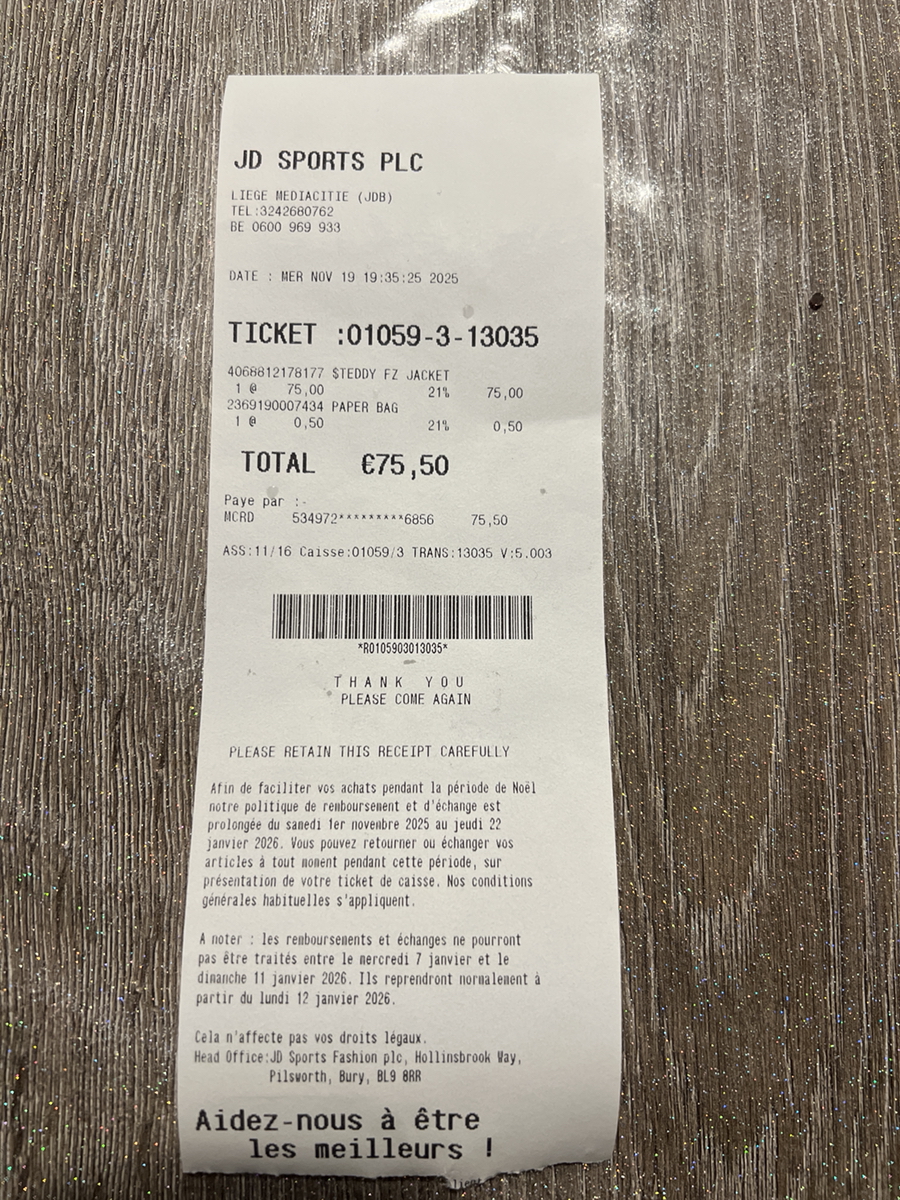 JD SPORTS PLC
LIEGE MEDIACITIE (JDB)
TEL:3242680762
BE 0600 969 933
DATE : MER NOV 19 19:35:25 2025
TICKET :01059-3-13035
4068812178177 $TEDDY FZ JACKET
1 @ 75,00 21% 75,00
2369190007434 PAPER BAG
1 @ 0,50 21% 0,50
TOTAL €75,50
Paye par :-
MCRD 534972*********6856 75,50
ASS:11/16 Caisse:01059/3 TRANS:13035 V:5.003
*R0105903013035*
THANK YOU
PLEASE COME AGAIN
PLEASE RETAIN THIS RECEIPT CAREFULLY
Afin de faciliter vos achats pendant la période de Noël
notre politique de remboursement et d'échange est
prolongée du samedi 1er novembre 2025 au jeudi 22
janvier 2026. Vous pouvez retourner ou échanger vos
articles à tout moment pendant cette période, sur
présentation de votre ticket de caisse. Nos conditions
générales habituelles s'appliquent.
A noter : les remboursements et échanges ne pourront
pas être traités entre le mercredi 7 janvier et le
dimanche 11 janvier 2026. Ils reprendront normalement à
partir du lundi 12 janvier 2026.
Cela n'affecte pas vos droits légaux.
Head Office:JD Sports Fashion plc, Hollinsbrook Way,
Pilsworth, Bury, BL9 8RR
Aidez-nous à être
les meilleurs !